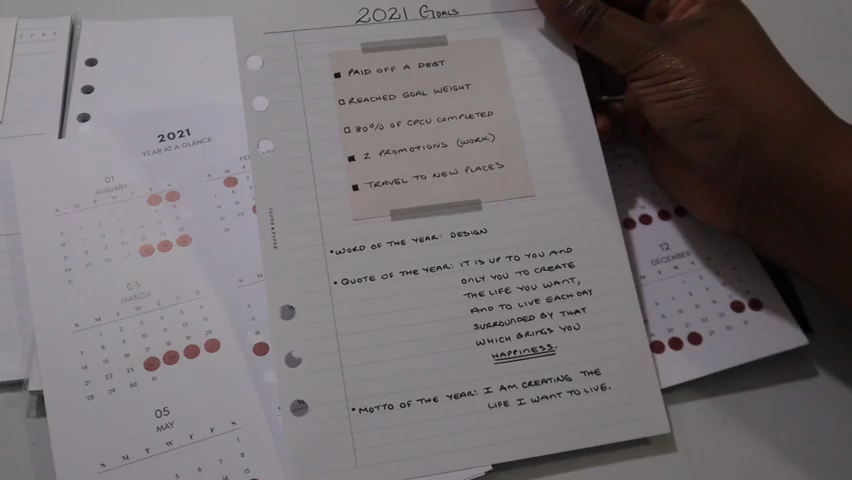 2021 GOALS
PAID OFF A DEBT
REACHED GOAL WEIGHT
80% OF CPCU COMPLETED
2 PROMOTIONS (WORK)
TRAVEL TO NEW PLACES
•WORD OF THE YEAR: DESIGN
•QUOTE OF THE YEAR: IT IS UP TO YOU AND
ONLY YOU TO CREATE
THE LIFE YOU WANT,
AND TO LIVE EACH DAY
SURROUNDED BY THAT
WHICH BRINGS YOU
HAPPINESS.
•MOTTO OF THE YEAR: I AM CREATING THE
LIFE I WANT TO LIVE.
2021
YEAR AT A GLANCE
01
JANUARY
03
MARCH
S M T W T F S
05
MAY
S M T W T F S
12
DECEMBER